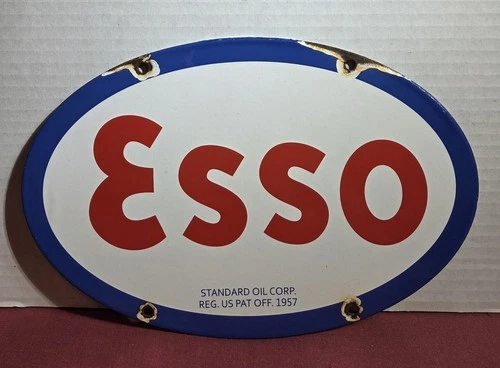 Esso
STANDARD OIL CORP.
REG. US PAT OFF. 1957